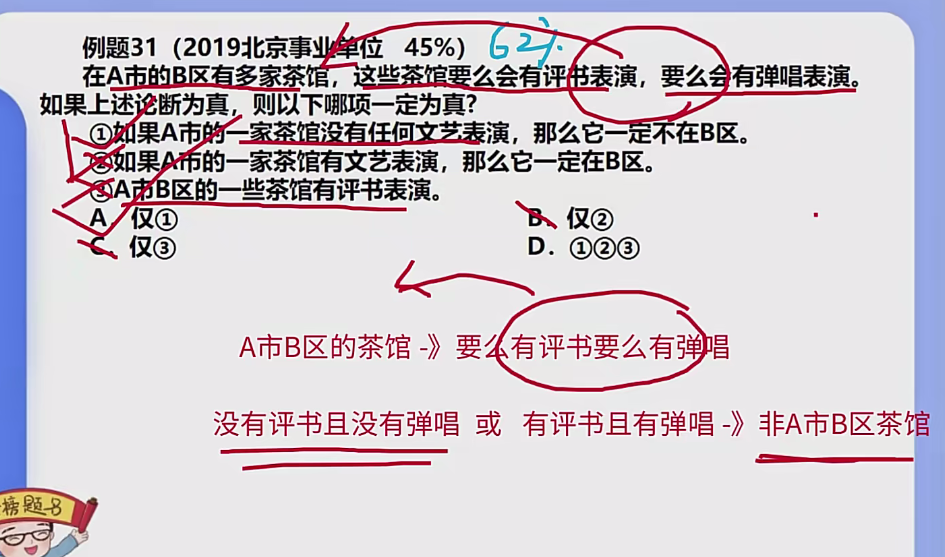 例题31（2019北京事业单位 45%） 62%
在A市的B区有多家茶馆，这些茶馆要么会有评书表演，要么会有弹唱表演。
如果上述论断为真，则以下哪项一定为真？
①如果A市的一家茶馆没有任何文艺表演，那么它一定不在B区。
②如果A市的一家茶馆有文艺表演，那么它一定在B区。
③A市B区的一些茶馆有评书表演。
A．仅① B．仅②
C．仅③ D．①②③
A市B区的茶馆 -》要么有评书要么有弹唱
没有评书且没有弹唱 或 有评书且有弹唱 -》非A市B区茶馆
榜题